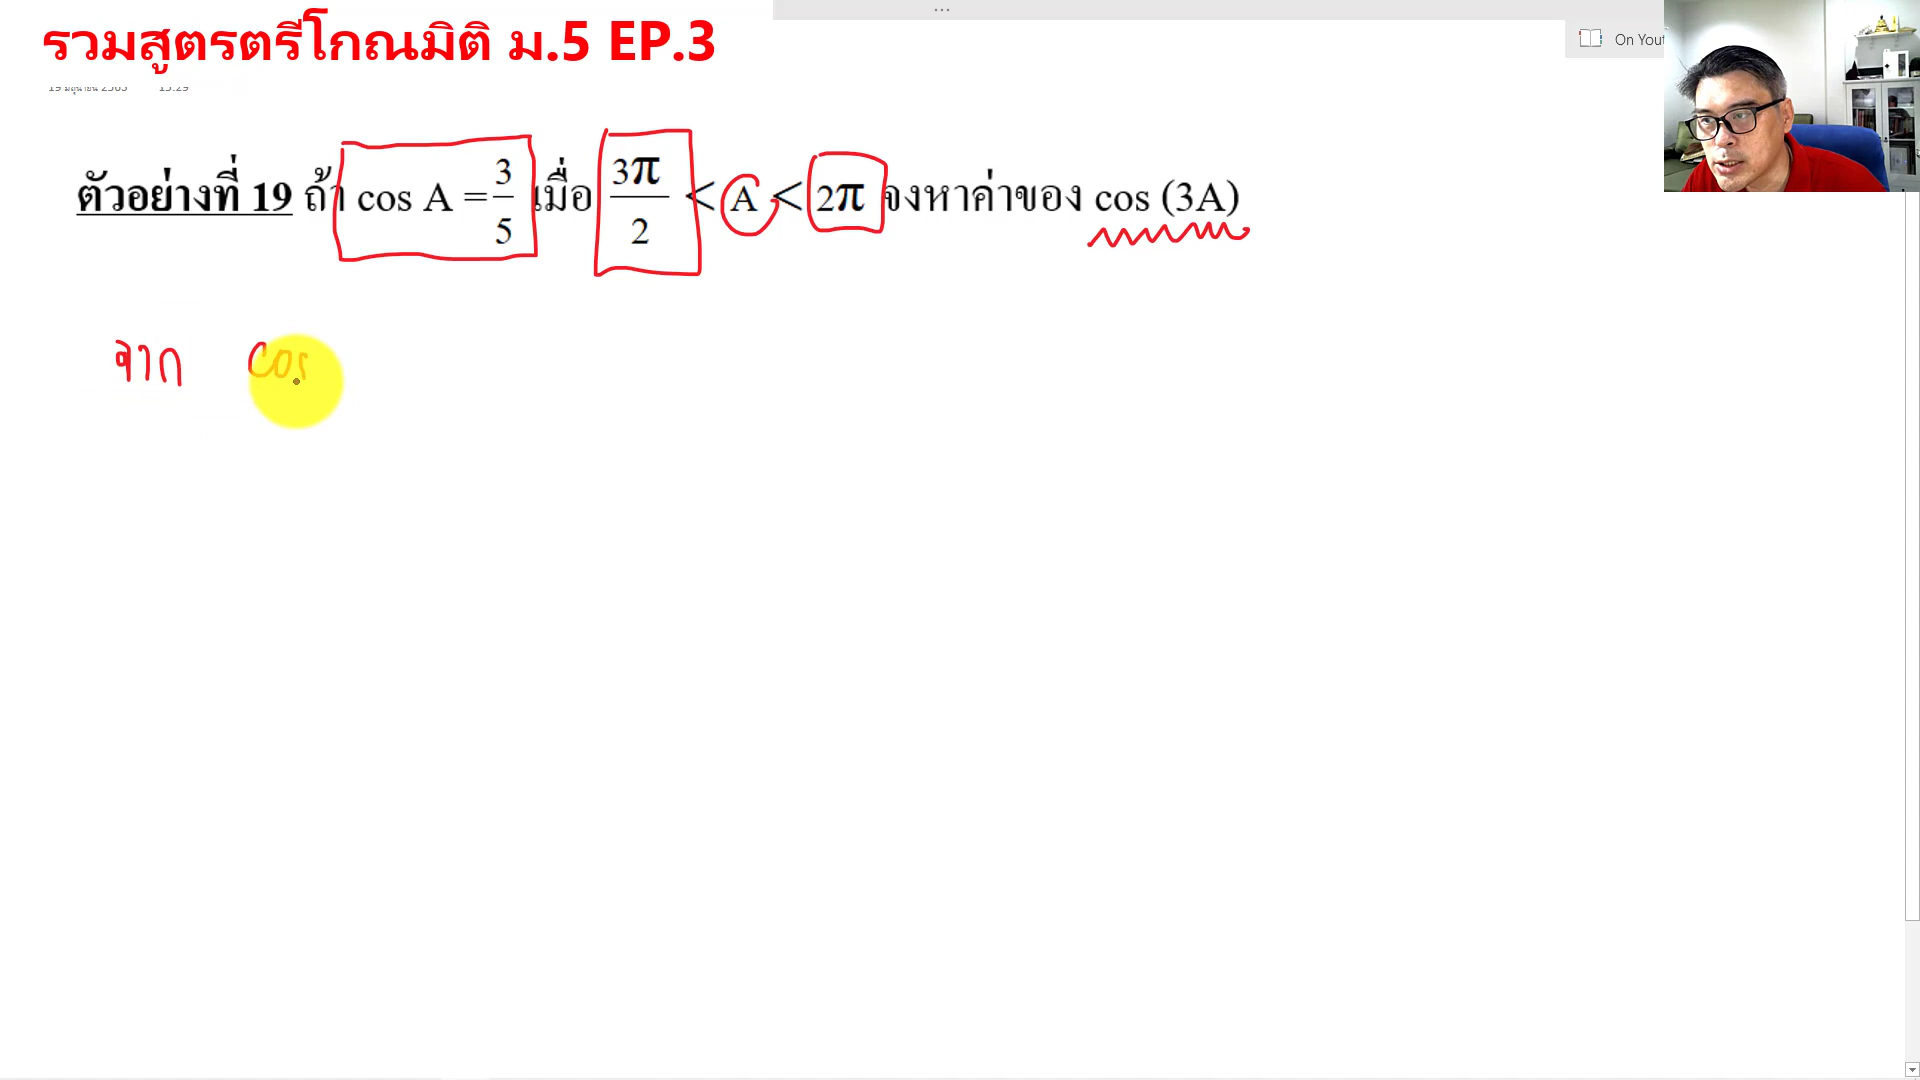 ...
รวมสูตรตรีโกณมิติ ม.5 EP.3
On Yout
ตัวอย่างที่ 19 ถ้า cos A = 3/5 เมื่อ 3π/2 < A < 2π จงหาค่าของ cos (3A)
จาก cos